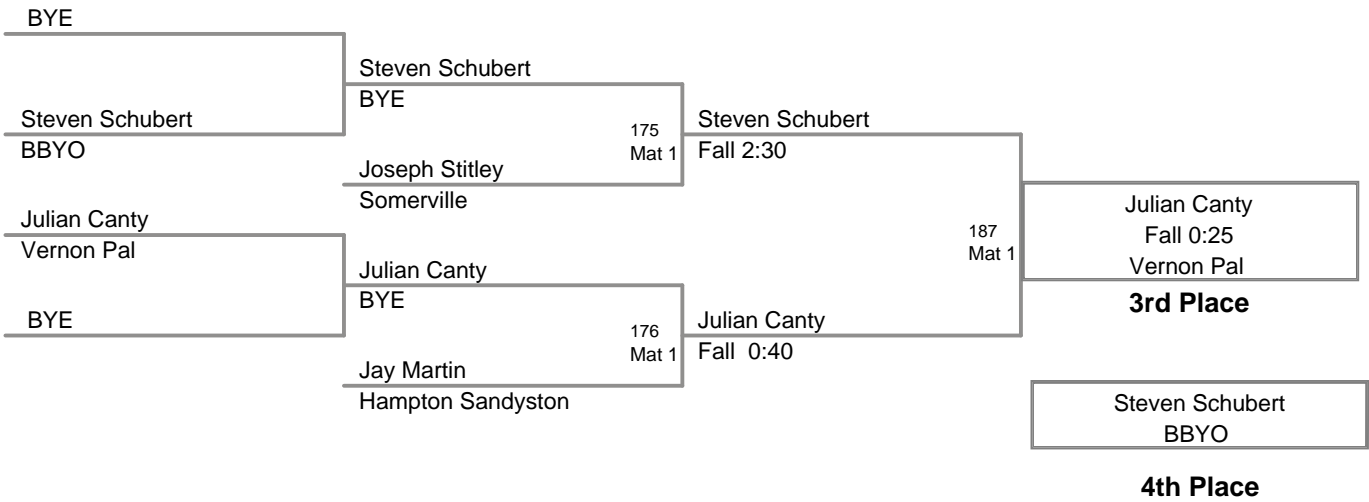 BYE
Steven Schubert
BYE
Steven Schubert
BBYO
175
Mat 1
Steven Schubert
Fall 2:30
Joseph Stitley
Somerville
Julian Canty
Vernon Pal
187
Mat 1
Julian Canty
Fall 0:25
Vernon Pal
3rd Place
Julian Canty
BYE
BYE
176
Mat 1
Julian Canty
Fall 0:40
Jay Martin
Hampton Sandyston
Steven Schubert
BBYO
4th Place